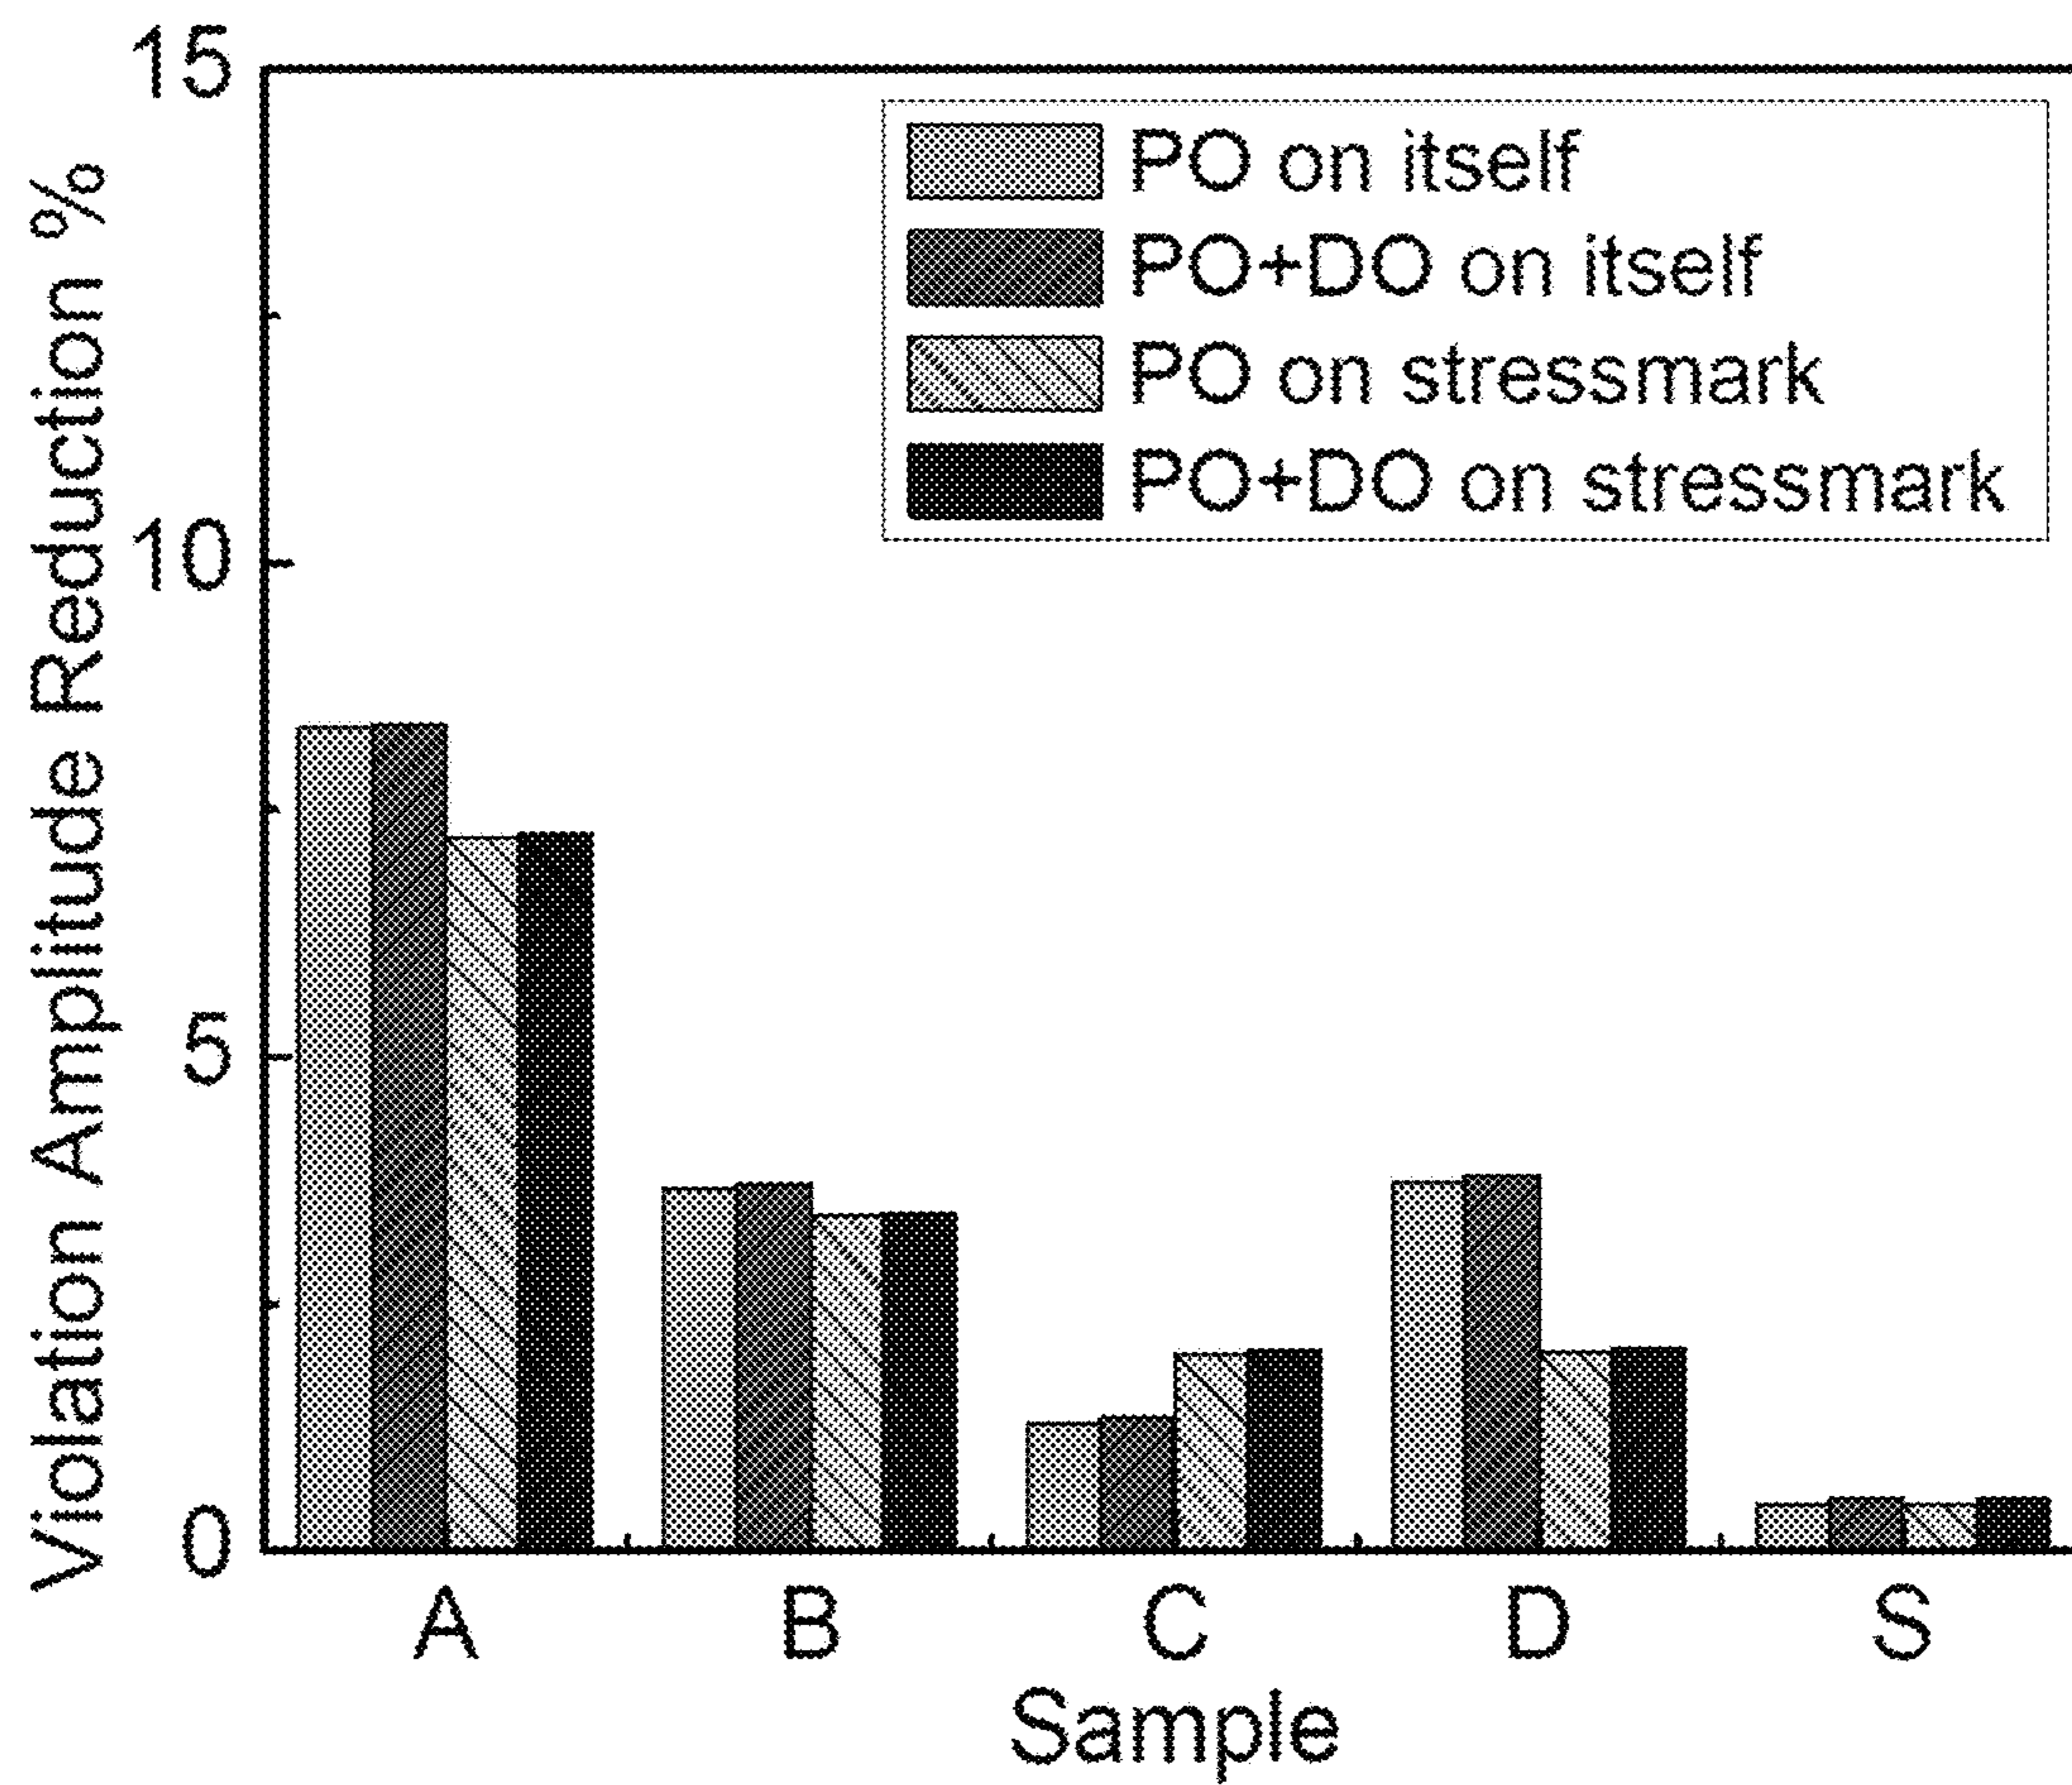 Violation Amplitude Reduction %
15
10
5
0
PO on itself
PO+DO on itself
PO on stressmark
PO+DO on stressmark
A B C D S
Sample